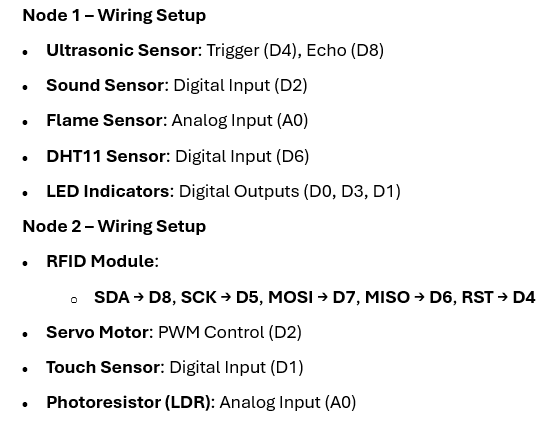 Node 1 – Wiring Setup
• Ultrasonic Sensor: Trigger (D4), Echo (D8)
• Sound Sensor: Digital Input (D2)
• Flame Sensor: Analog Input (A0)
• DHT11 Sensor: Digital Input (D6)
• LED Indicators: Digital Outputs (D0, D3, D1)
Node 2 – Wiring Setup
• RFID Module:
o SDA → D8, SCK → D5, MOSI → D7, MISO → D6, RST → D4
• Servo Motor: PWM Control (D2)
• Touch Sensor: Digital Input (D1)
• Photoresistor (LDR): Analog Input (A0)